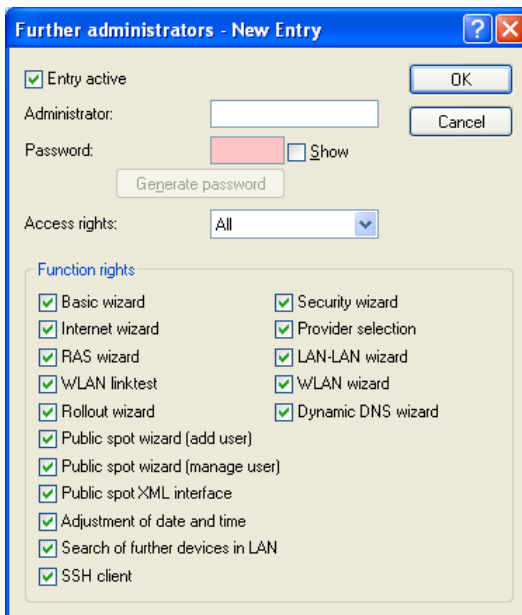 Further administrators - New Entry
?
X
Entry active
OK
Administrator:
Cancel
Password:
Show
Generate password
Access rights:
All
Function rights
Basic wizard
Security wizard
Internet wizard
Provider selection
RAS wizard
LAN-LAN wizard
WLAN linktest
WLAN wizard
Rollout wizard
Dynamic DNS wizard
Public spot wizard (add user)
Public spot wizard (manage user)
Public spot XML interface
Adjustment of date and time
Search of further devices in LAN
SSH client